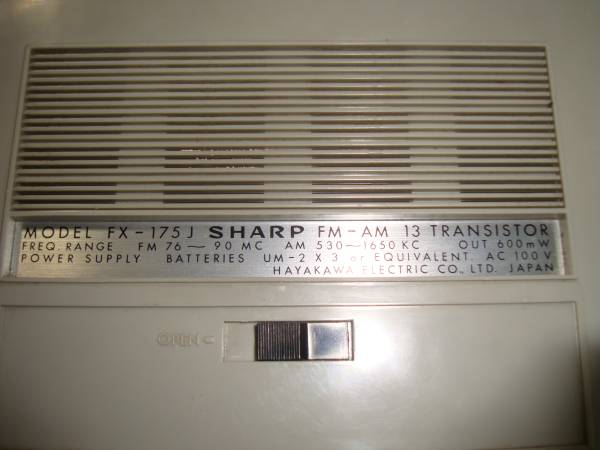 MODEL FX-175J SHARP FM-AM 13 TRANSISTOR
FREQ. RANGE FM 76~90 MC AM 530~1650 KC OUT 600mW
POWER SUPPLY BATTERIES UM-2 X 3 or EQUIVALENT. AC 100V
HAYAKAWA ELECTRIC CO., LTD. JAPAN
OPEN